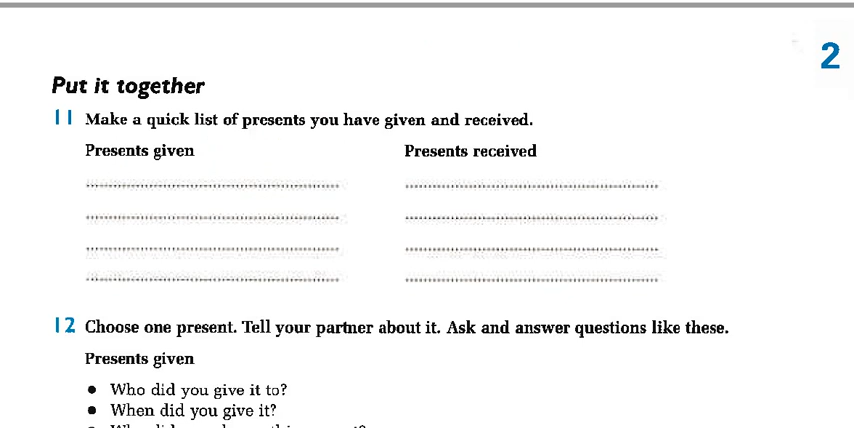 2
Put it together
11 Make a quick list of presents you have given and received.
Presents given Presents received
12 Choose one present. Tell your partner about it. Ask and answer questions like these.
Presents given
• Who did you give it to?
• When did you give it?